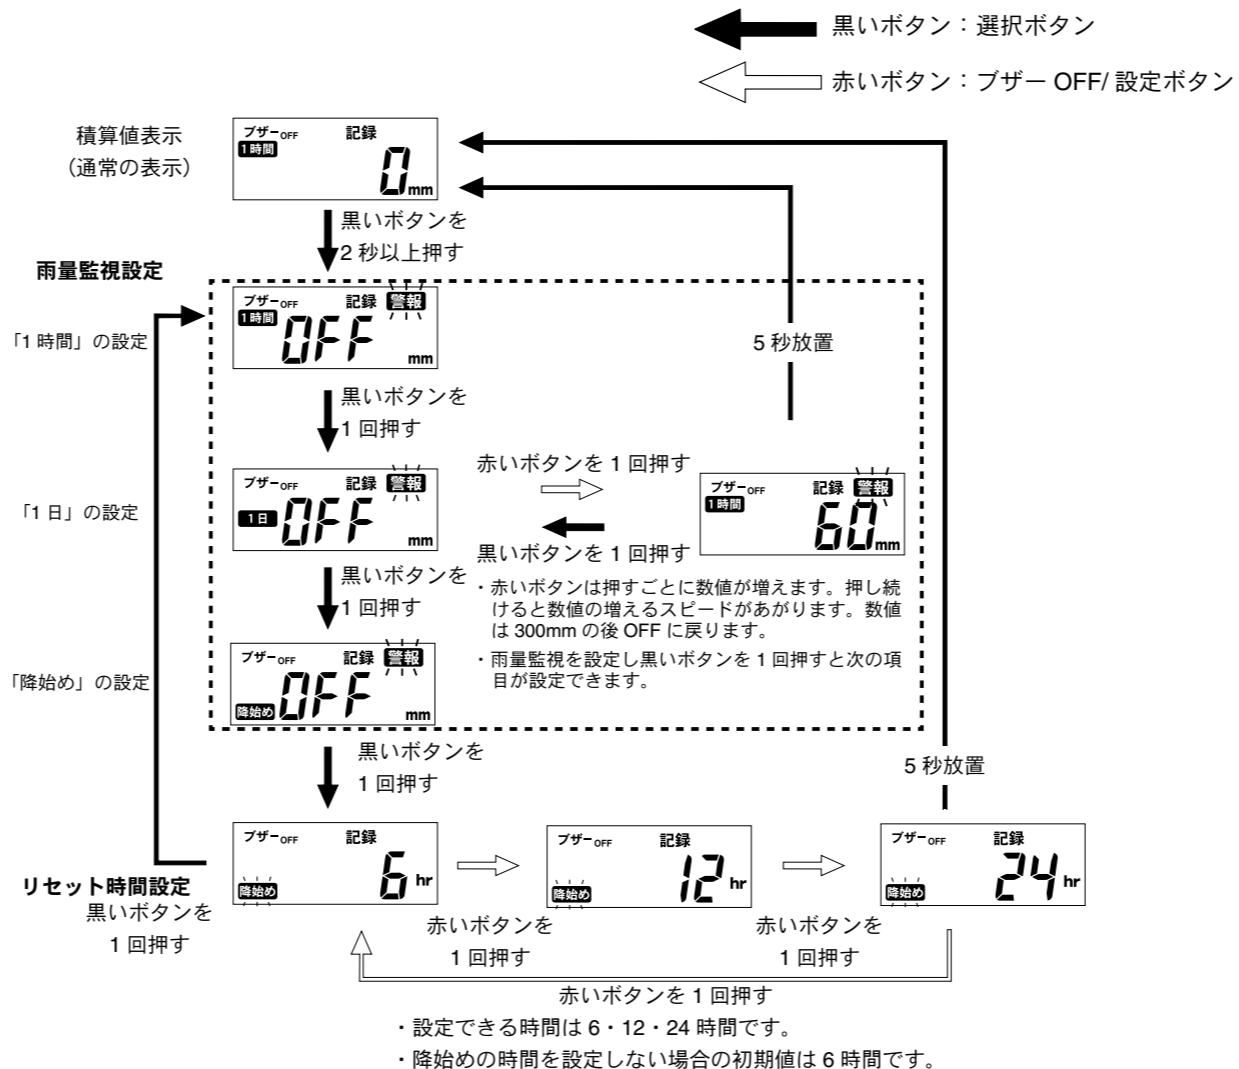 黒いボタン：選択ボタン
赤いボタン：ブザー OFF/ 設定ボタン
積算値表示
（通常の表示）
ブザーOFF 記録
1時間
0mm
黒いボタンを
2 秒以上押す
雨量監視設定
「1 時間」の設定
ブザーOFF 記録 警報
1時間
OFF
mm
5 秒放置
黒いボタンを
1 回押す
「1 日」の設定
ブザーOFF 記録 警報
1日
OFF
mm
赤いボタンを 1 回押す
黒いボタンを 1 回押す
ブザーOFF 記録 警報
1時間
60mm
・赤いボタンは押すごとに数値が増えます。押し続
けると数値の増えるスピードがあがります。数値
は 300mm の後 OFF に戻ります。
・雨量監視を設定し黒いボタンを 1 回押すと次の項
目が設定できます。
黒いボタンを
1 回押す
「降始め」の設定
ブザーOFF 記録 警報
降始め
OFF
mm
黒いボタンを
1 回押す
5 秒放置
リセット時間設定
黒いボタンを
1 回押す
ブザーOFF 記録
降始め
6 hr
赤いボタンを
1 回押す
ブザーOFF 記録
降始め
12 hr
赤いボタンを
1 回押す
ブザーOFF 記録
降始め
24 hr
赤いボタンを 1 回押す
・設定できる時間は 6・12・24 時間です。
・降始めの時間を設定しない場合の初期値は 6 時間です。